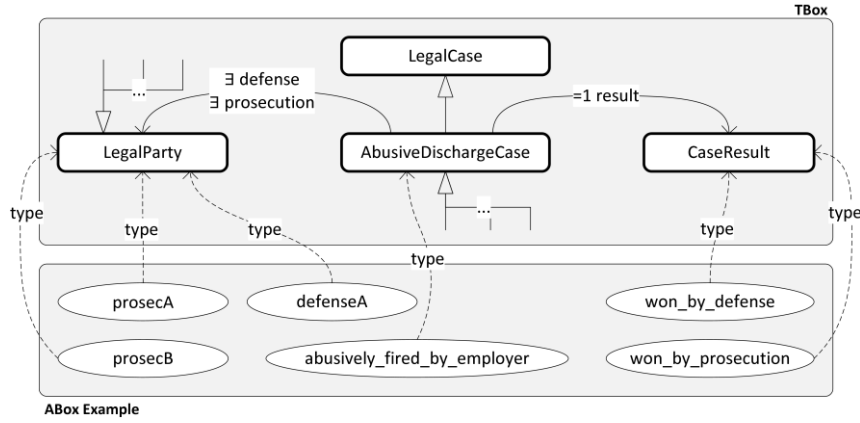 TBox
LegalCase
...
∃ defense
∃ prosecution
=1 result
LegalParty
AbusiveDischargeCase
CaseResult
...
type
type
type
type
type
type
prosecA
defenseA
won_by_defense
prosecB
abusively_fired_by_employer
won_by_prosecution
ABox Example